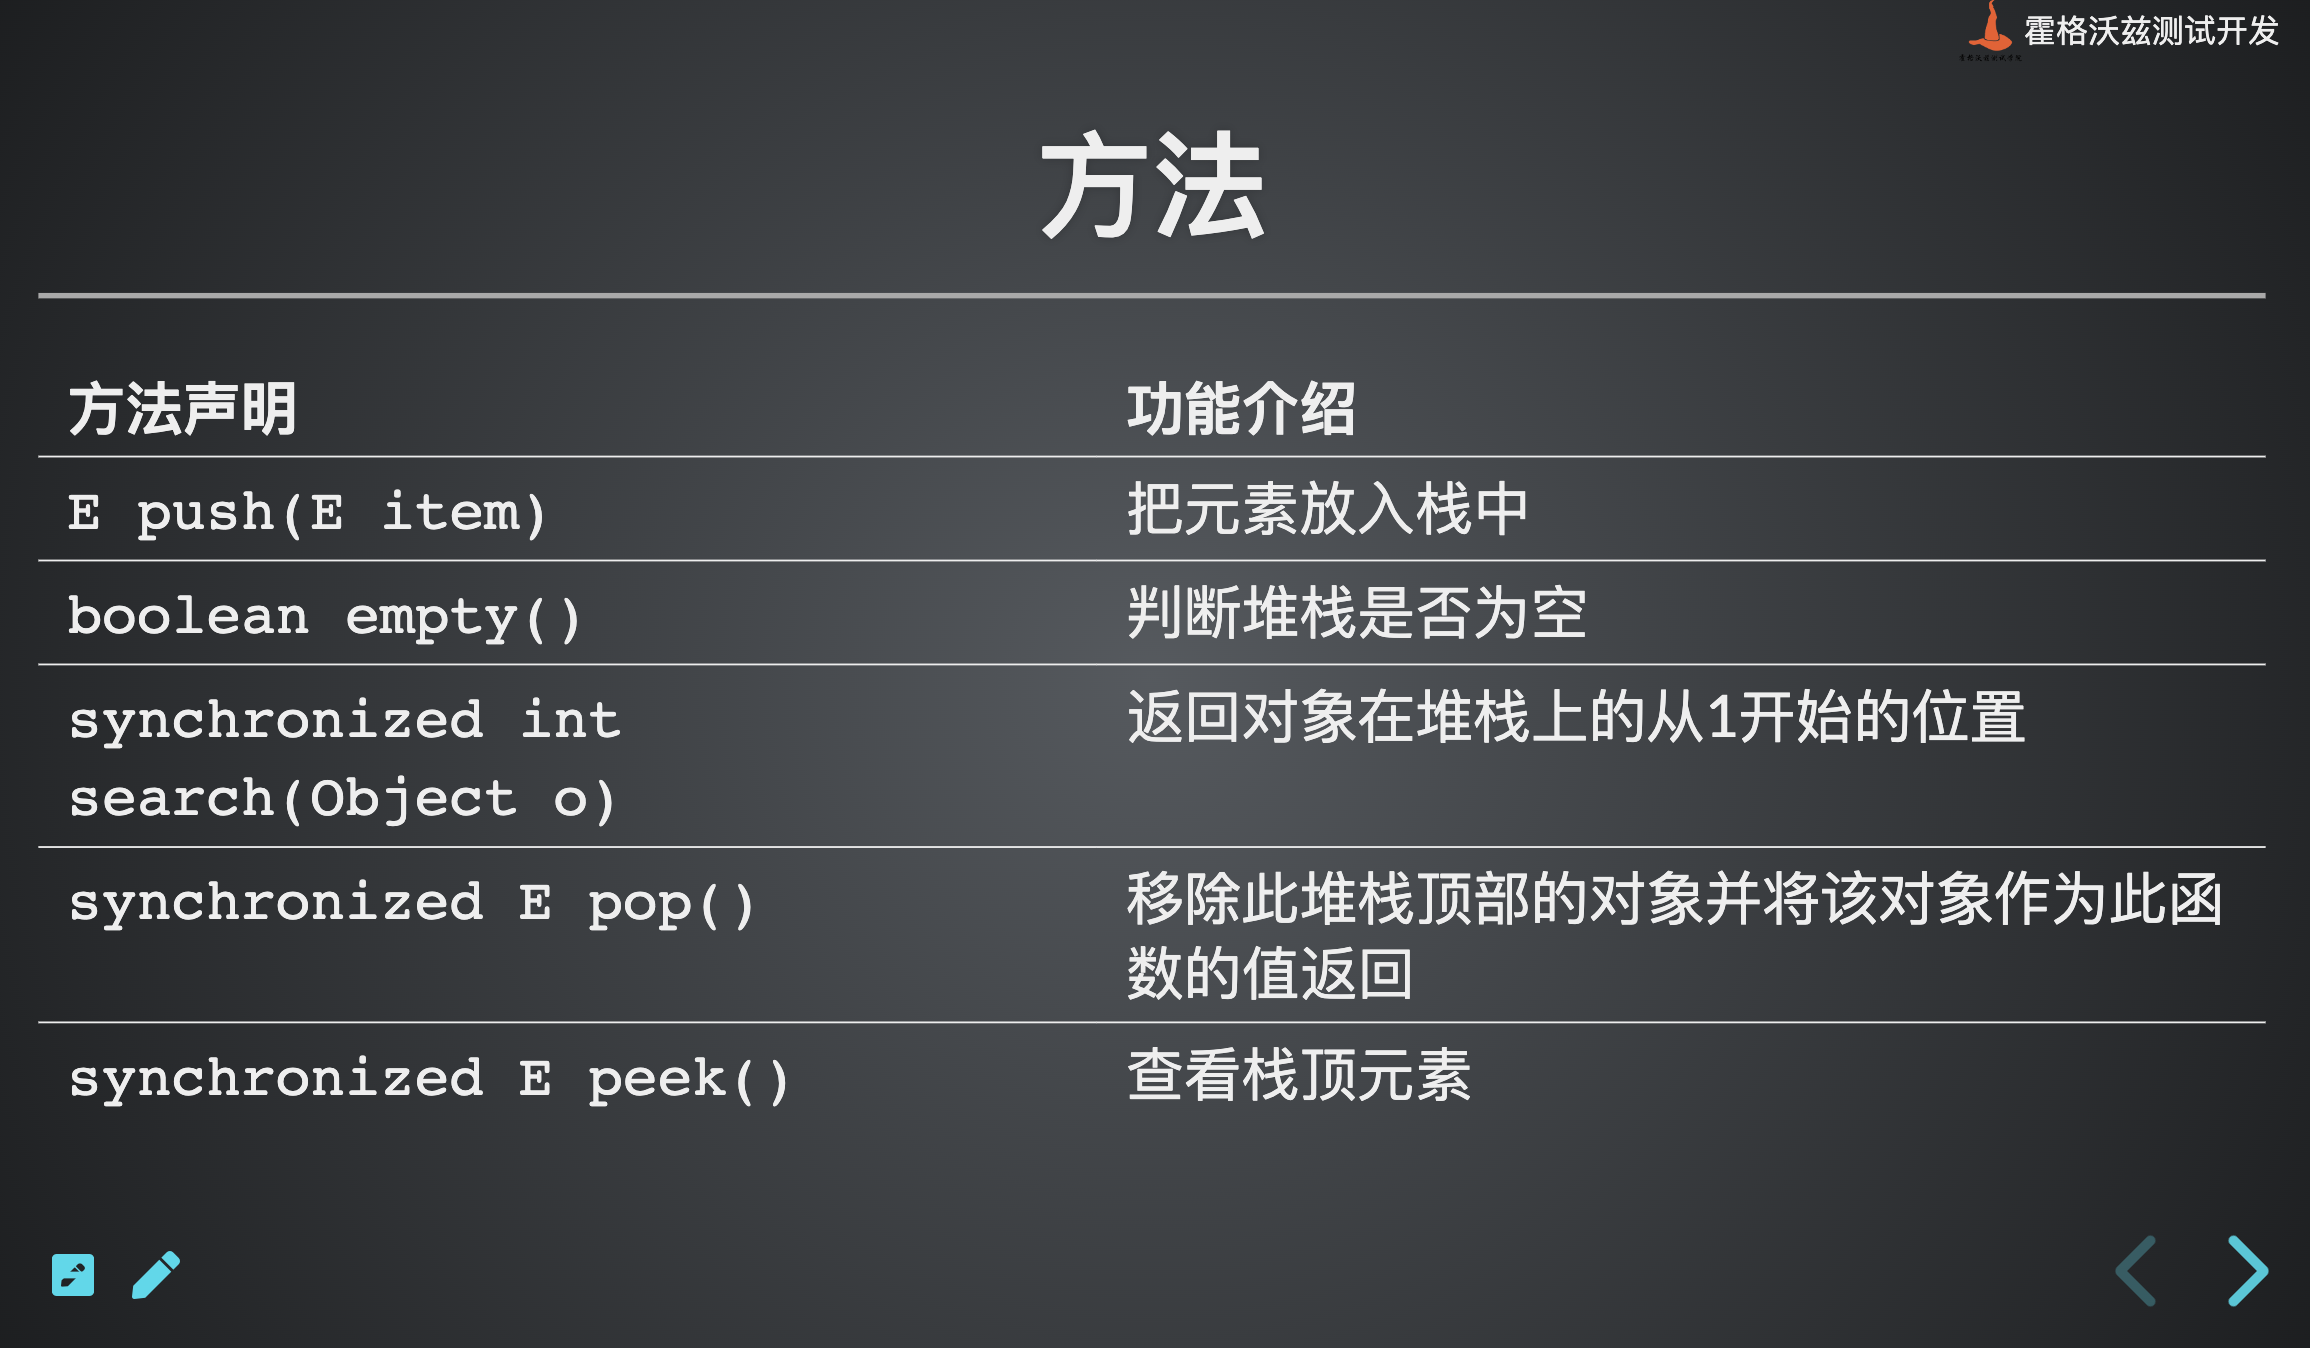 霍格沃兹测试开发
方法
方法声明 功能介绍
E push(E item) 把元素放入栈中
boolean empty() 判断堆栈是否为空
synchronized int 返回对象在堆栈上的从1开始的位置
search(Object o)
synchronized E pop() 移除此堆栈顶部的对象并将该对象作为此函
数的值返回
synchronized E peek() 查看栈顶元素